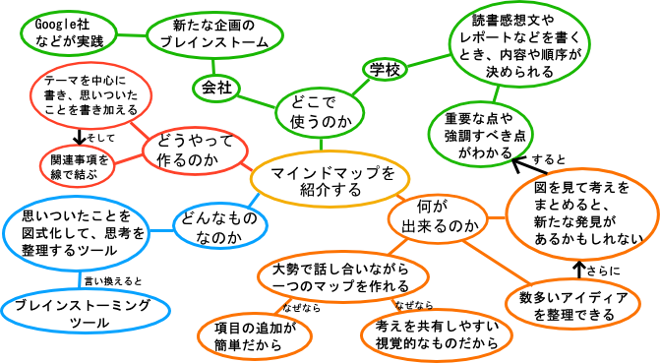 Google社
などが実践
新たな企画の
ブレインストーム
会社
どこで
使うのか
学校
読書感想文や
レポートなどを書く
とき、内容や順序が
決められる
重要な点や
強調すべき点
がわかる
テーマを中心に
書き、思いついた
ことを書き加える
そして
関連事項を
線で結ぶ
どうやって
作るのか
マインドマップを
紹介する
すると
図を見て考えを
まとめると、
新たな発見が
あるかもしれない
何が
出来るのか
どんなもの
なのか
思いついたことを
図式化して、思考を
整理するツール
言い換えると
ブレインストーミング
ツール
大勢で話し合いながら
一つのマップを作れる
なぜなら
なぜなら
項目の追加が
簡単だから
考えを共有しやすい
視覚的なものだから
さらに
数多いアイディア
を整理できる